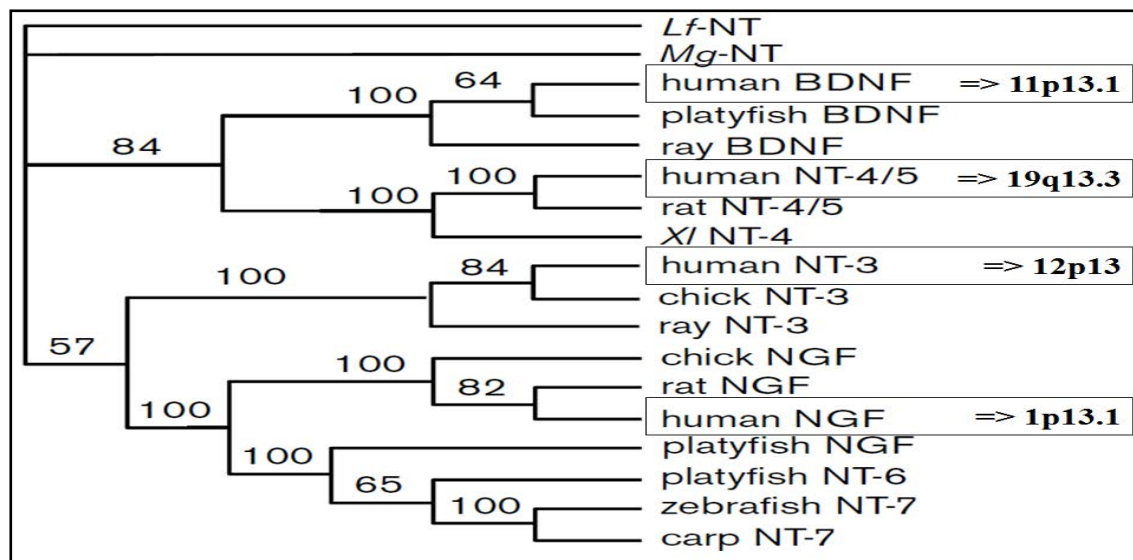 Lf-NT
Mg-NT
64
human BDNF => 11p13.1
100
platyfish BDNF
84
ray BDNF
100
human NT-4/5 => 19q13.3
100
rat NT-4/5
Xl NT-4
84
human NT-3 => 12p13
100
chick NT-3
ray NT-3
57
100
chick NGF
82
rat NGF
100
human NGF => 1p13.1
100
platyfish NGF
65
platyfish NT-6
100
zebrafish NT-7
carp NT-7